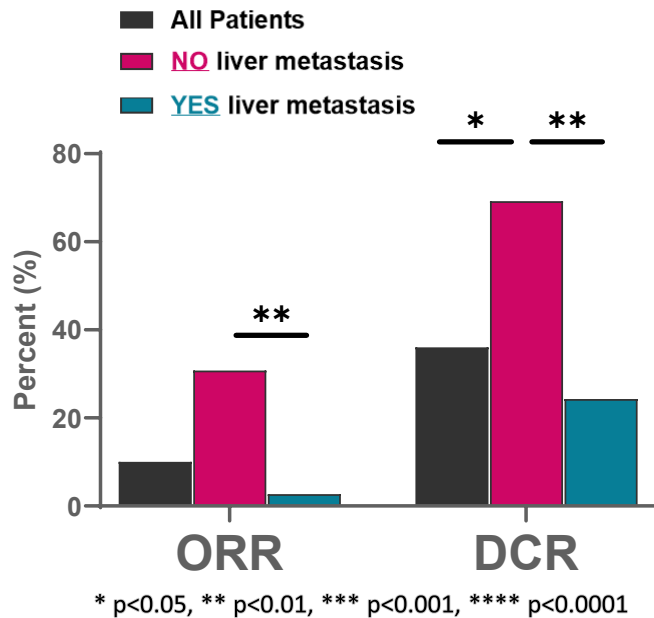 All Patients
NO liver metastasis
YES liver metastasis
* **
80
60
**
40
20
0
Percent (%)
ORR DCR
* p<0.05, ** p<0.01, *** p<0.001, **** p<0.0001